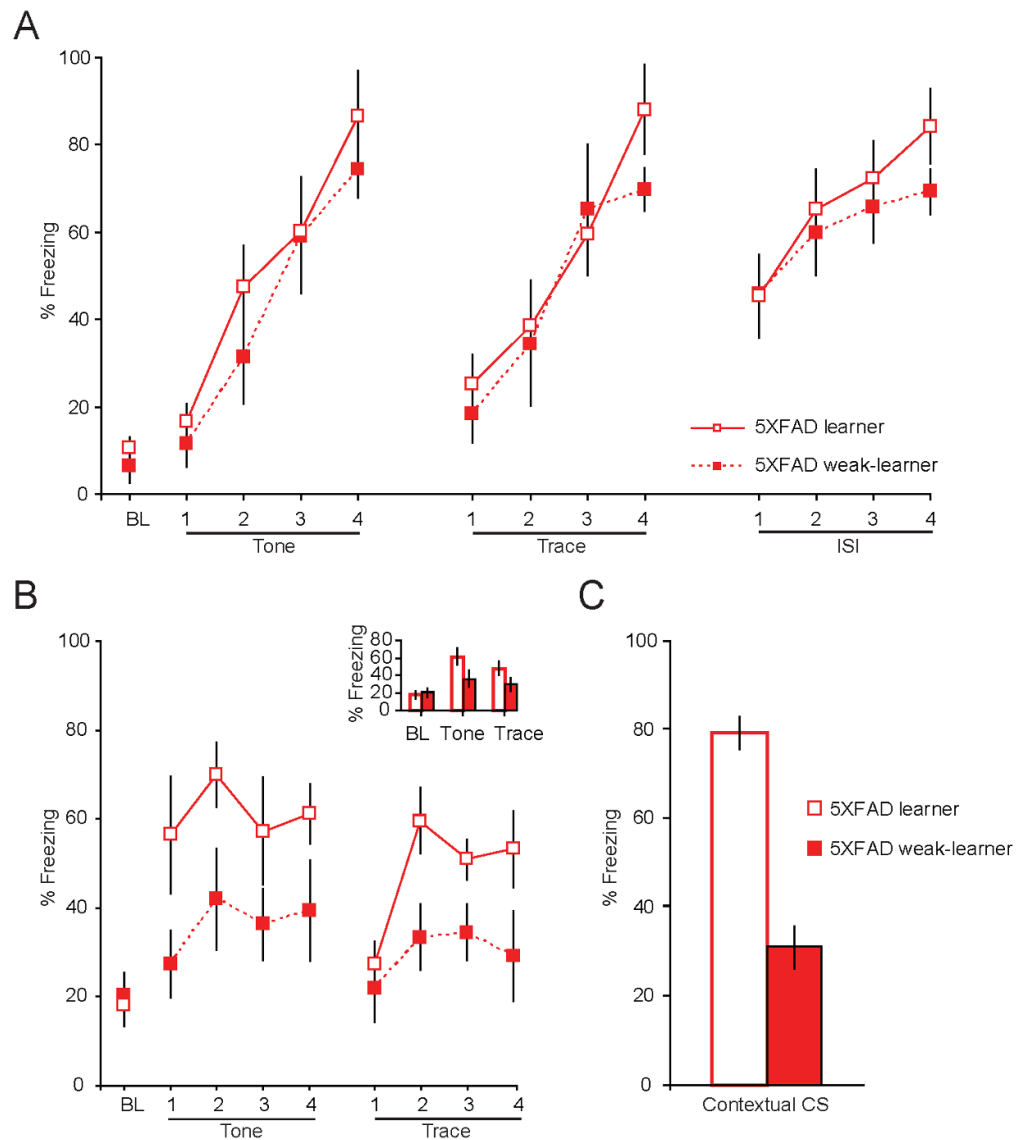 A
100
80
60
40
20
0
% Freezing
BL
1 2 3 4
Tone
1 2 3 4
Trace
1 2 3 4
ISI
5XFAD learner
5XFAD weak-learner
B
100
80
60
40
20
0
% Freezing
BL
1 2 3 4
Tone
1 2 3 4
Trace
80
60
40
20
0
% Freezing
BL Tone Trace
C
100
80
60
40
20
0
% Freezing
Contextual CS
5XFAD learner
5XFAD weak-learner